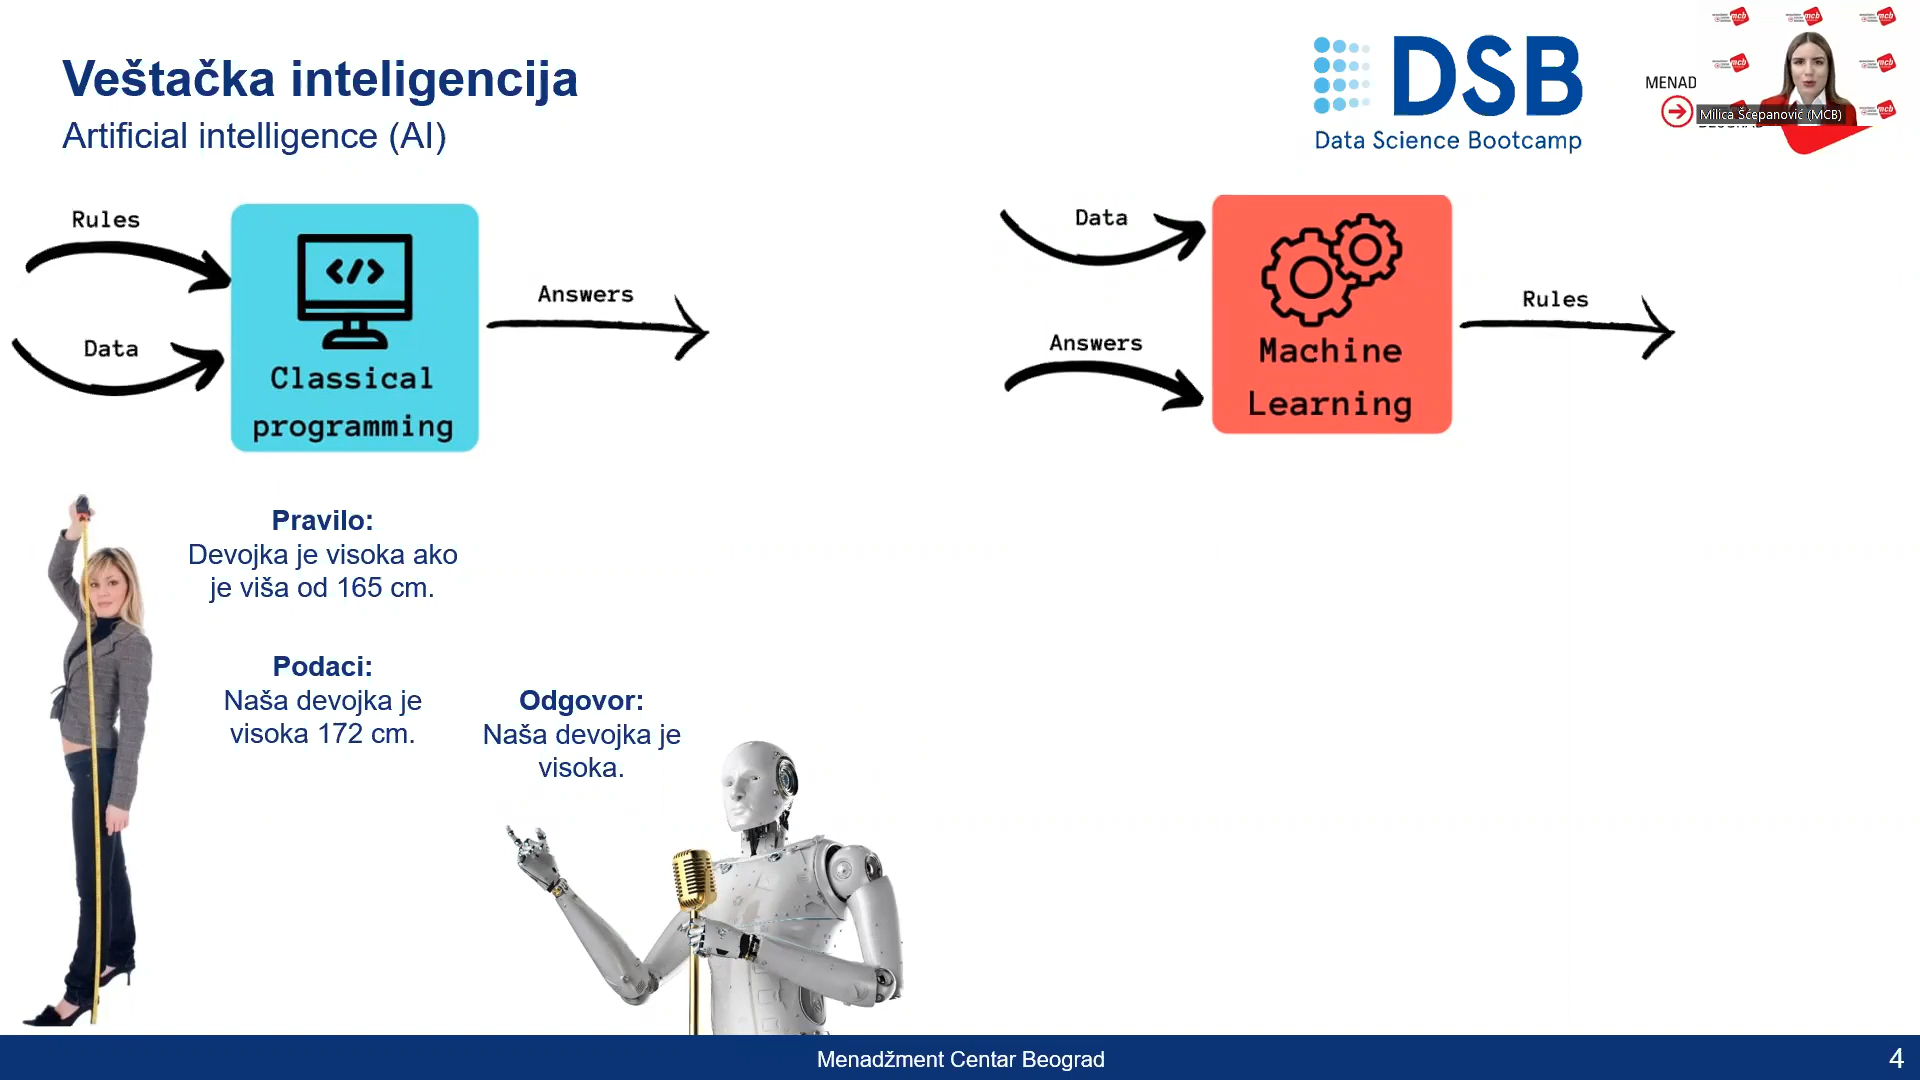 Veštačka inteligencija
Artificial intelligence (AI)
DSB
Data Science Bootcamp
MENAD
Milica Šćepanović (MCB)
Rules
Data
</>
Classical
programming
Answers
Data
Answers
Machine
Learning
Rules
Pravilo:
Devojka je visoka ako
je viša od 165 cm.
Podaci:
Naša devojka je
visoka 172 cm.
Odgovor:
Naša devojka je
visoka.
Menadžment Centar Beograd
4